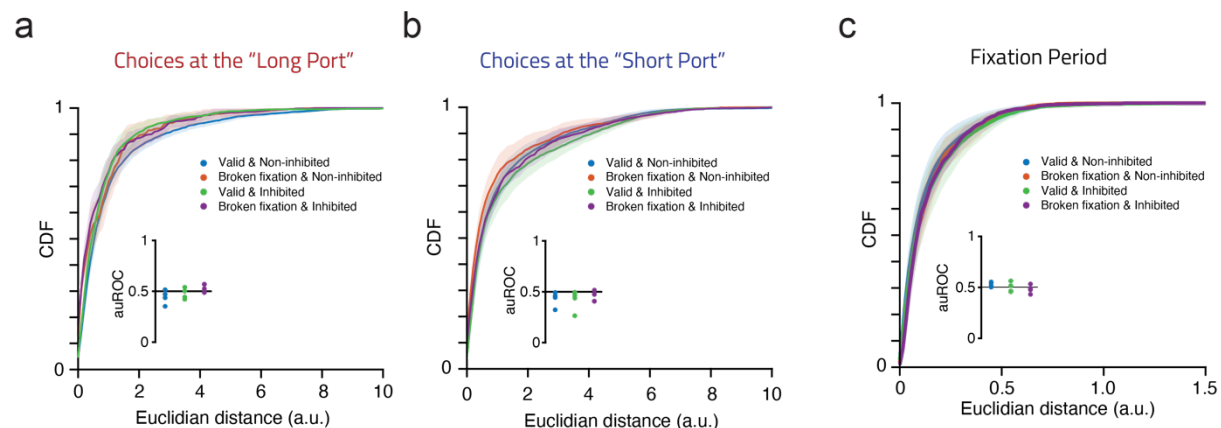 a
Choices at the “Long Port”
1
CDF
0
Valid & Non-inhibited
Broken fixation & Non-inhibited
Valid & Inhibited
Broken fixation & Inhibited
1
auROC
0.5
0
0 2 4 6 8 10
Euclidian distance (a.u.)
b
Choices at the “Short Port”
1
CDF
0
Valid & Non-inhibited
Broken fixation & Non-inhibited
Valid & Inhibited
Broken fixation & Inhibited
1
auROC
0.5
0
0 2 4 6 8 10
Euclidian distance (a.u.)
c
Fixation Period
1
CDF
0
Valid & Non-inhibited
Broken fixation & Non-inhibited
Valid & Inhibited
Broken fixation & Inhibited
1
auROC
0.5
0
0 0.5 1.0 1.5
Euclidian distance (a.u.)